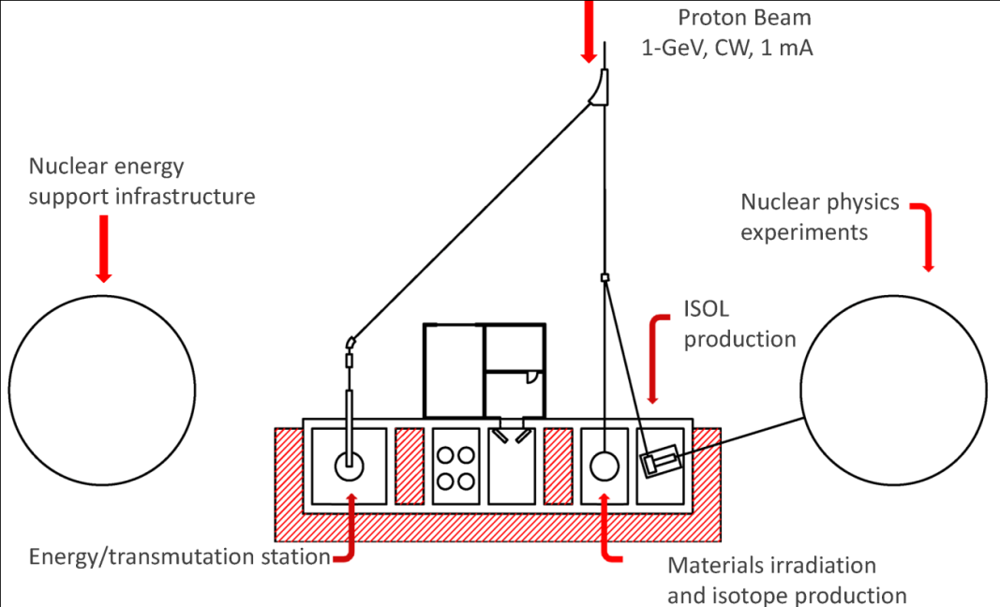 Proton Beam
1-GeV, CW, 1 mA
Nuclear energy
support infrastructure
Nuclear physics
experiments
ISOL
production
Energy/transmutation station
Materials irradiation
and isotope production